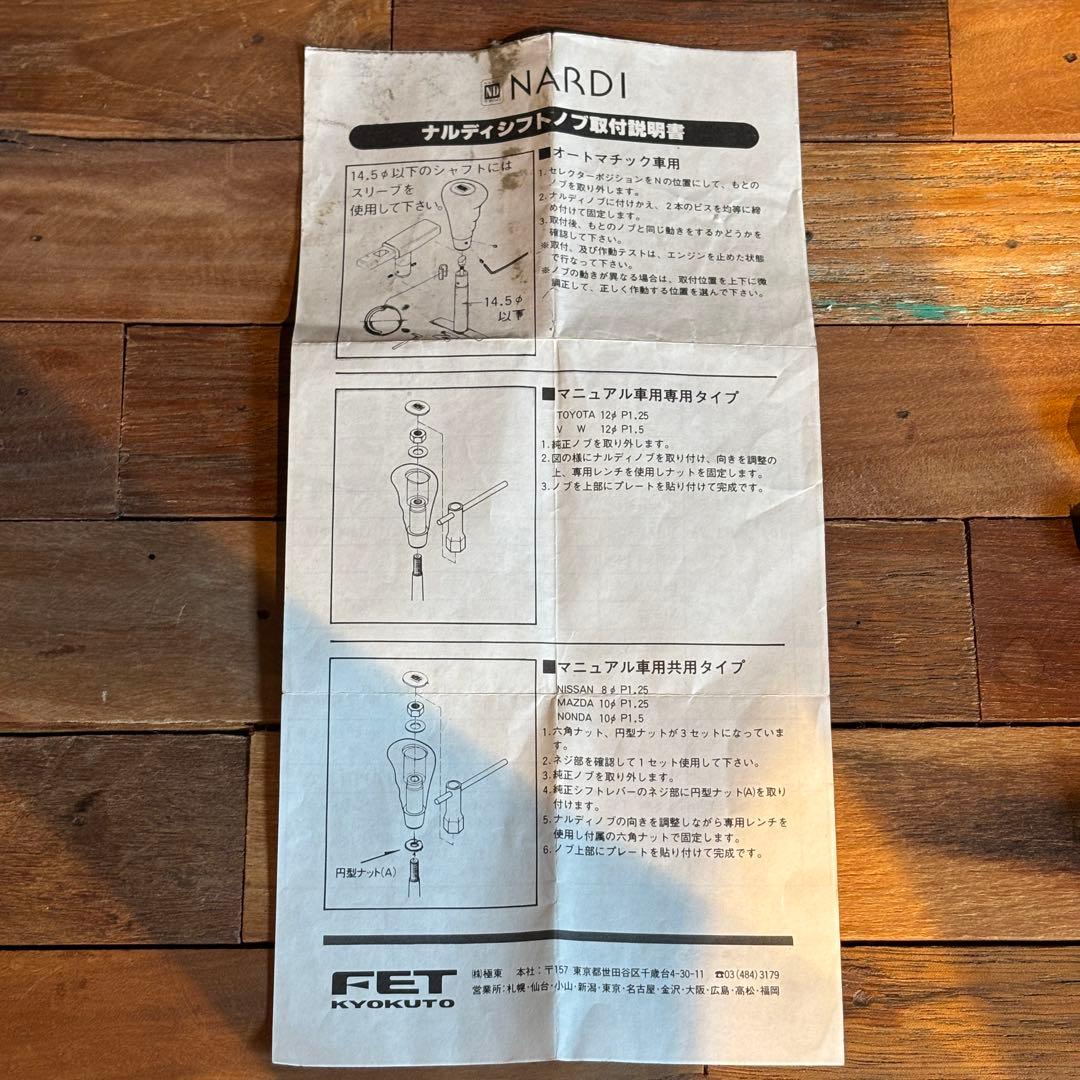 ND NARDI
ナルディシフトノブ取付説明書
14.5φ以下のシャフトには
スリーブを
使用して下さい。
14.5φ
以下
■オートマチック車用
1.セレクターポジションをNの位置にして、もとの
ノブを取り外します。
2.ナルディノブに付けかえ、2本のビスを均等に締
め付けて固定します。
3.取付後、もとのノブと同じ動きをするかどうかを
確認して下さい。
※取付、及び作動テストは、エンジンを止めた状態
で行なって下さい。
※ノブの動きが異なる場合は、取付位置を上下に微
調正して、正しく作動する位置を選んで下さい。
■マニュアル車用専用タイプ
TOYOTA 12φ P1.25
V W 12φ P1.5
1.純正ノブを取り外します。
2.図の様にナルディノブを取り付け、向きを調整の
上、専用レンチを使用しナットを固定します。
3.ノブを上部にプレートを貼り付けて完成です。
■マニュアル車用共用タイプ
NISSAN 8φ P1.25
MAZDA 10φ P1.25
NONDA 10φ P1.5
1.六角ナット、円型ナットが3セットになっていま
す。
2.ネジ部を確認して1セット使用して下さい。
3.純正ノブを取り外します。
4.純正シフトレバーのネジ部に円型ナット(A)を取り
付けます。
5.ナルディノブの向きを調整しながら専用レンチを
使用し付属の六角ナットで固定します。
6.ノブ上部にプレートを貼り付けて完成です。
円型ナット(A)
FET
KYOKUTO
㈱極東 本社：〒157 東京都世田谷区千歳台4-30-11 ☎03(484)3179
営業所：札幌・仙台・小山・新潟・東京・名古屋・金沢・大阪・広島・高松・福岡